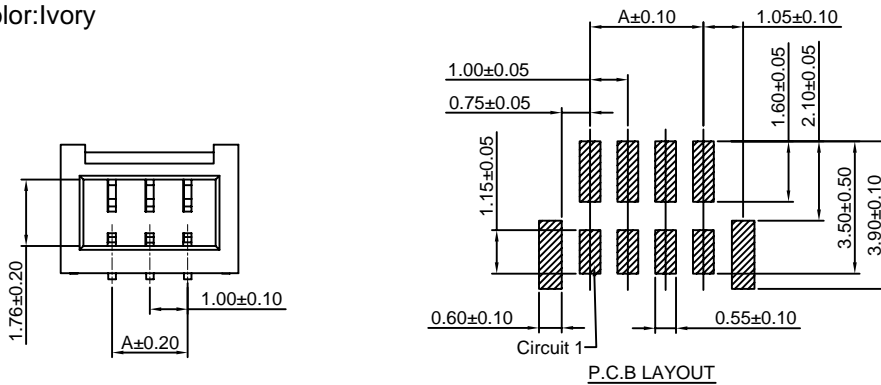 olor:Ivory
A±0.10
1.05±0.10
1.00±0.05
0.75±0.05
1.60±0.05
2.10±0.05
1.15±0.05
3.50±0.50
3.90±0.10
1.76±0.20
1.00±0.10
A±0.20
0.60±0.10
0.55±0.10
Circuit 1
P.C.B LAYOUT